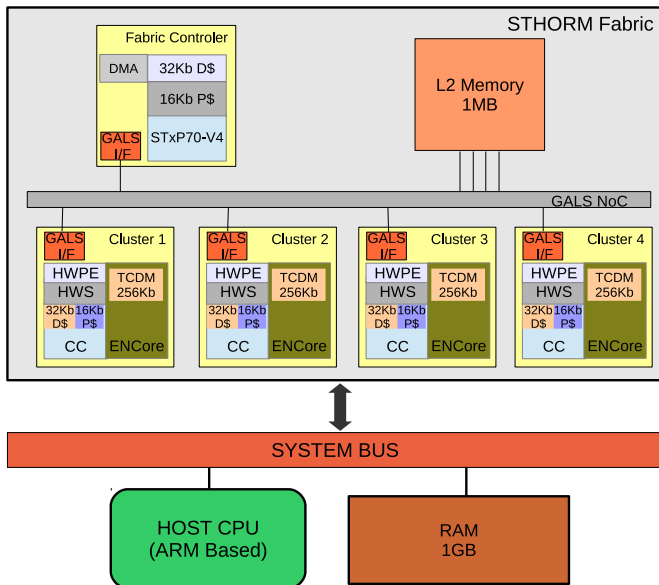 STHORM Fabric
Fabric Controler
DMA
32Kb D$
16Kb P$
STxP70-V4
GALS
I/F
L2 Memory
1MB
GALS NoC
GALS
I/F
Cluster 1
HWPE
HWS
32Kb
D$
16Kb
P$
CC
TCDM
256Kb
ENCore
GALS
I/F
Cluster 2
HWPE
HWS
32Kb
D$
16Kb
P$
CC
TCDM
256Kb
ENCore
GALS
I/F
Cluster 3
HWPE
HWS
32Kb
D$
16Kb
P$
CC
TCDM
256Kb
ENCore
GALS
I/F
Cluster 4
HWPE
HWS
32Kb
D$
16Kb
P$
CC
TCDM
256Kb
ENCore
SYSTEM BUS
HOST CPU
(ARM Based)
RAM
1GB